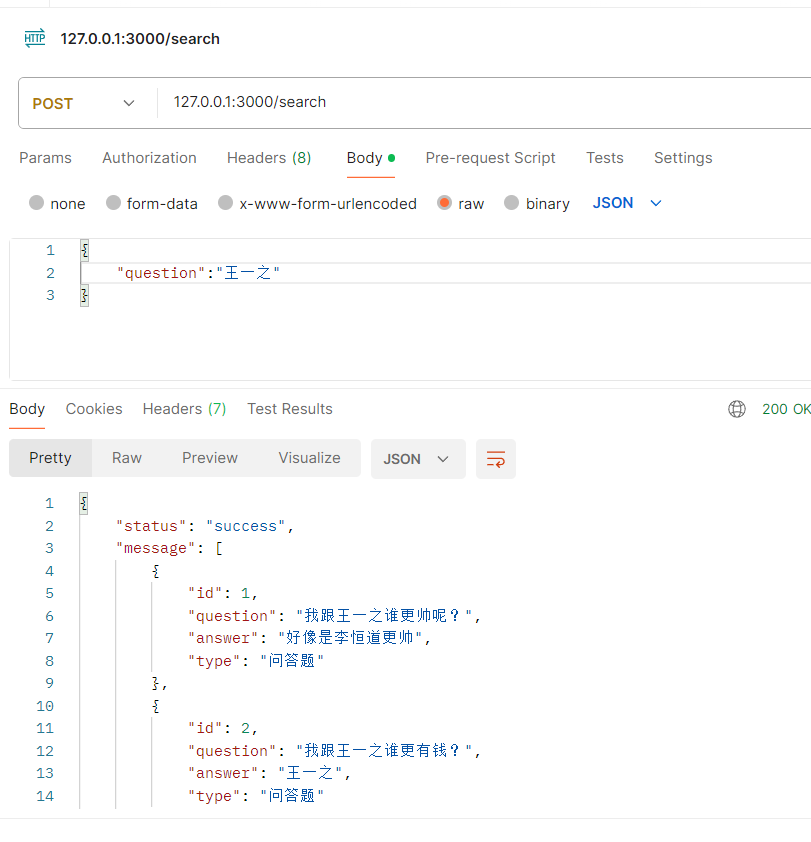 HTTP 127.0.0.1:3000/search
POST 127.0.0.1:3000/search
Params Authorization Headers (8) Body Pre-request Script Tests Settings
none form-data x-www-form-urlencoded raw binary JSON
1 {
2 "question":"王一之"
3 }
Body Cookies Headers (7) Test Results 200 OK
Pretty Raw Preview Visualize JSON
1 {
2 "status": "success",
3 "message": [
4 {
5 "id": 1,
6 "question": "我跟王一之谁更帅呢？",
7 "answer": "好像是李恒道更帅",
8 "type": "问答题"
9 },
10 {
11 "id": 2,
12 "question": "我跟王一之谁更有钱？",
13 "answer": "王一之",
14 "type": "问答题"